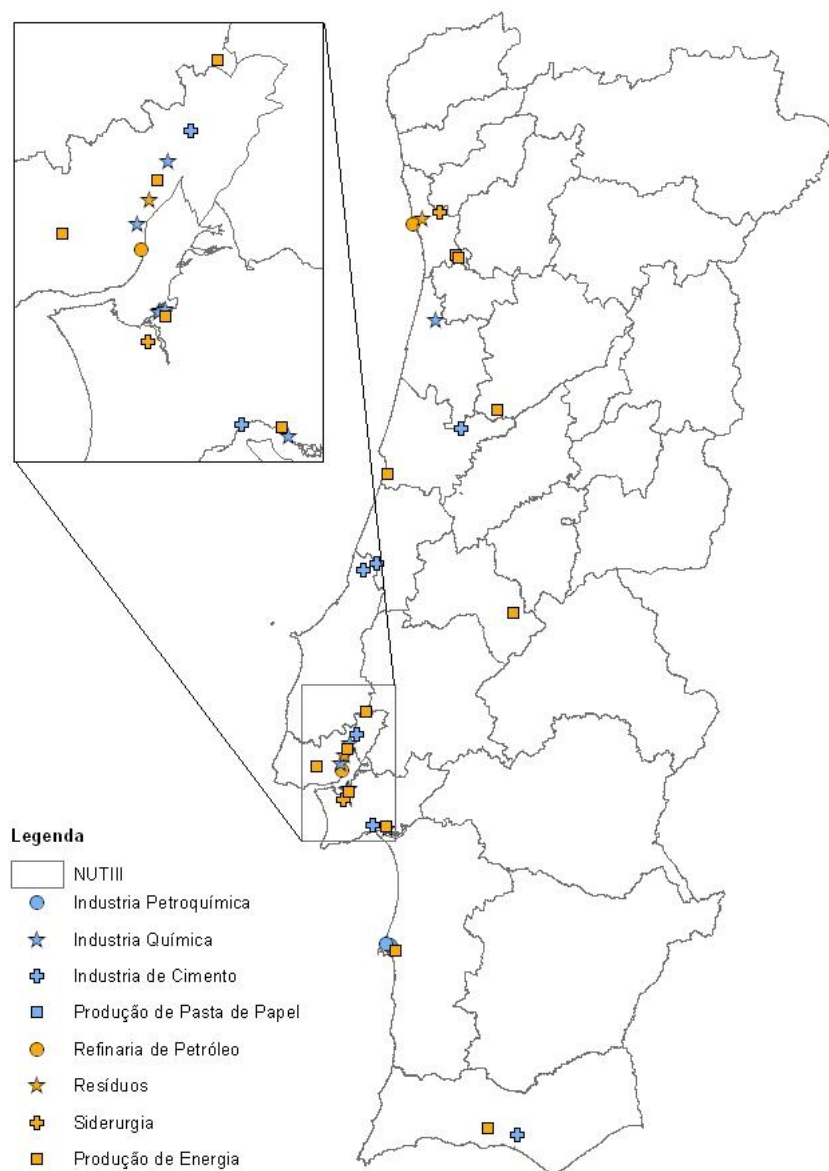 Legenda
NUTIII
Industria Petroquímica
Industria Química
Industria de Cimento
Produção de Pasta de Papel
Refinaria de Petróleo
Resíduos
Siderurgia
Produção de Energia